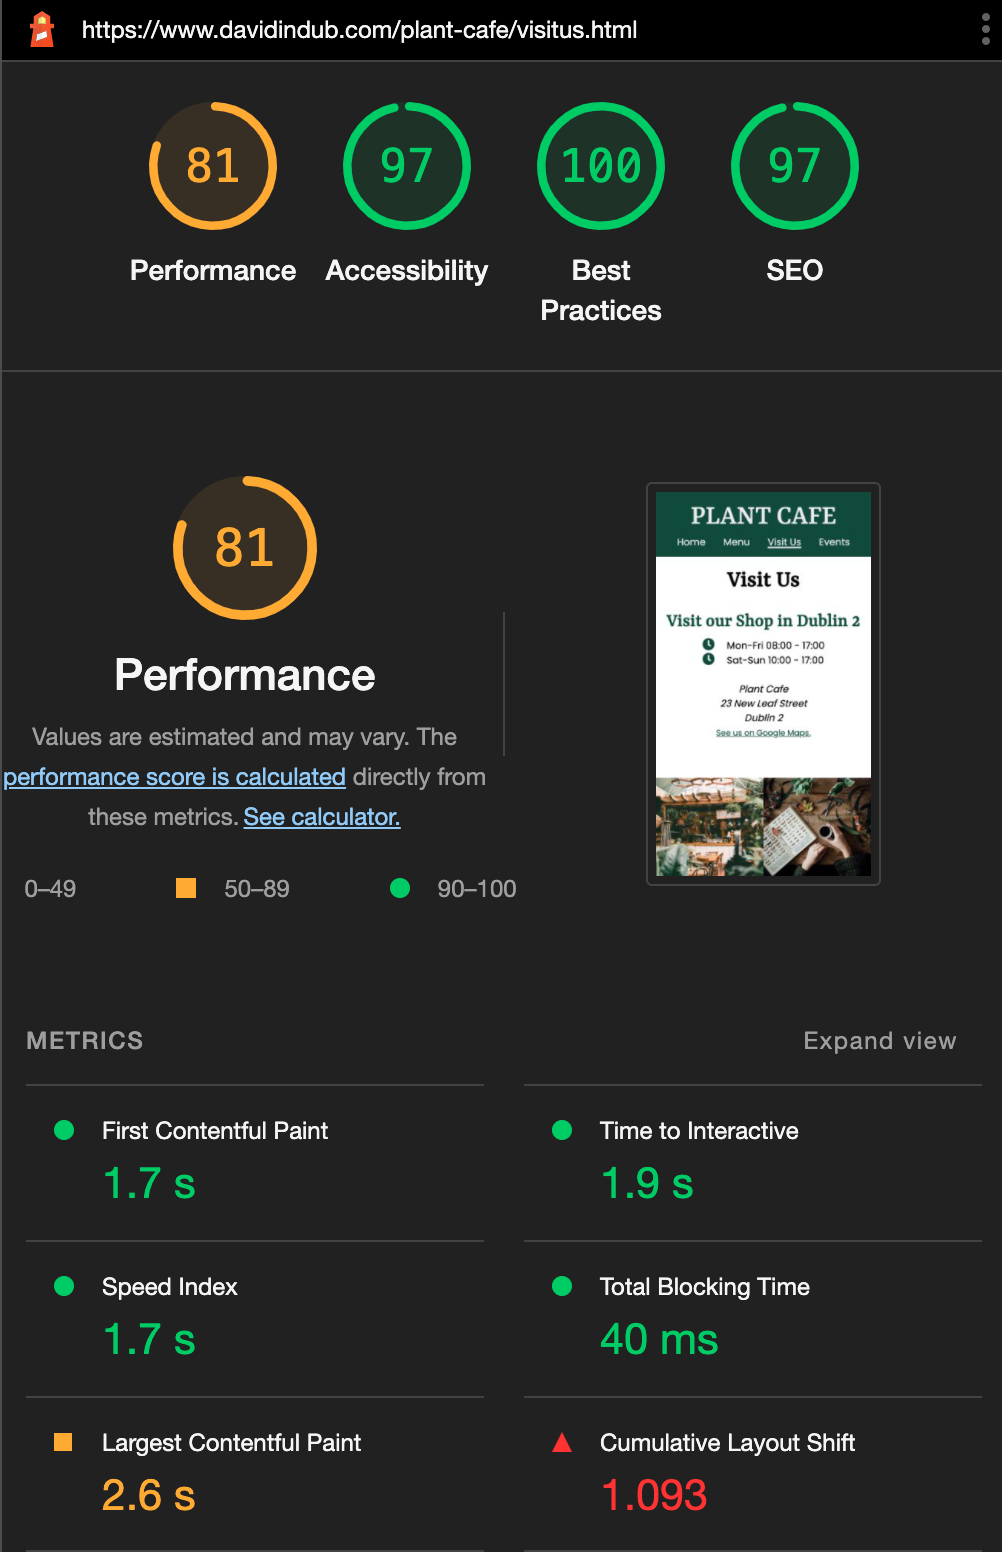 https://www.davidindub.com/plant-cafe/visitus.html
81
97
100
97
Performance
Accessibility
Best
Practices
SEO
81
Performance
Values are estimated and may vary. The
performance score is calculated directly from
these metrics. See calculator.
0–49
50–89
90–100
PLANT CAFE
Home Menu Visit Us Events
Visit Us
Visit our Shop in Dublin 2
Mon-Fri 08:00 - 17:00
Sat-Sun 10:00 - 17:00
Plant Cafe
23 New Leaf Street
Dublin 2
See us on Google Maps.
METRICS
Expand view
First Contentful Paint
1.7 s
Time to Interactive
1.9 s
Speed Index
1.7 s
Total Blocking Time
40 ms
Largest Contentful Paint
2.6 s
Cumulative Layout Shift
1.093